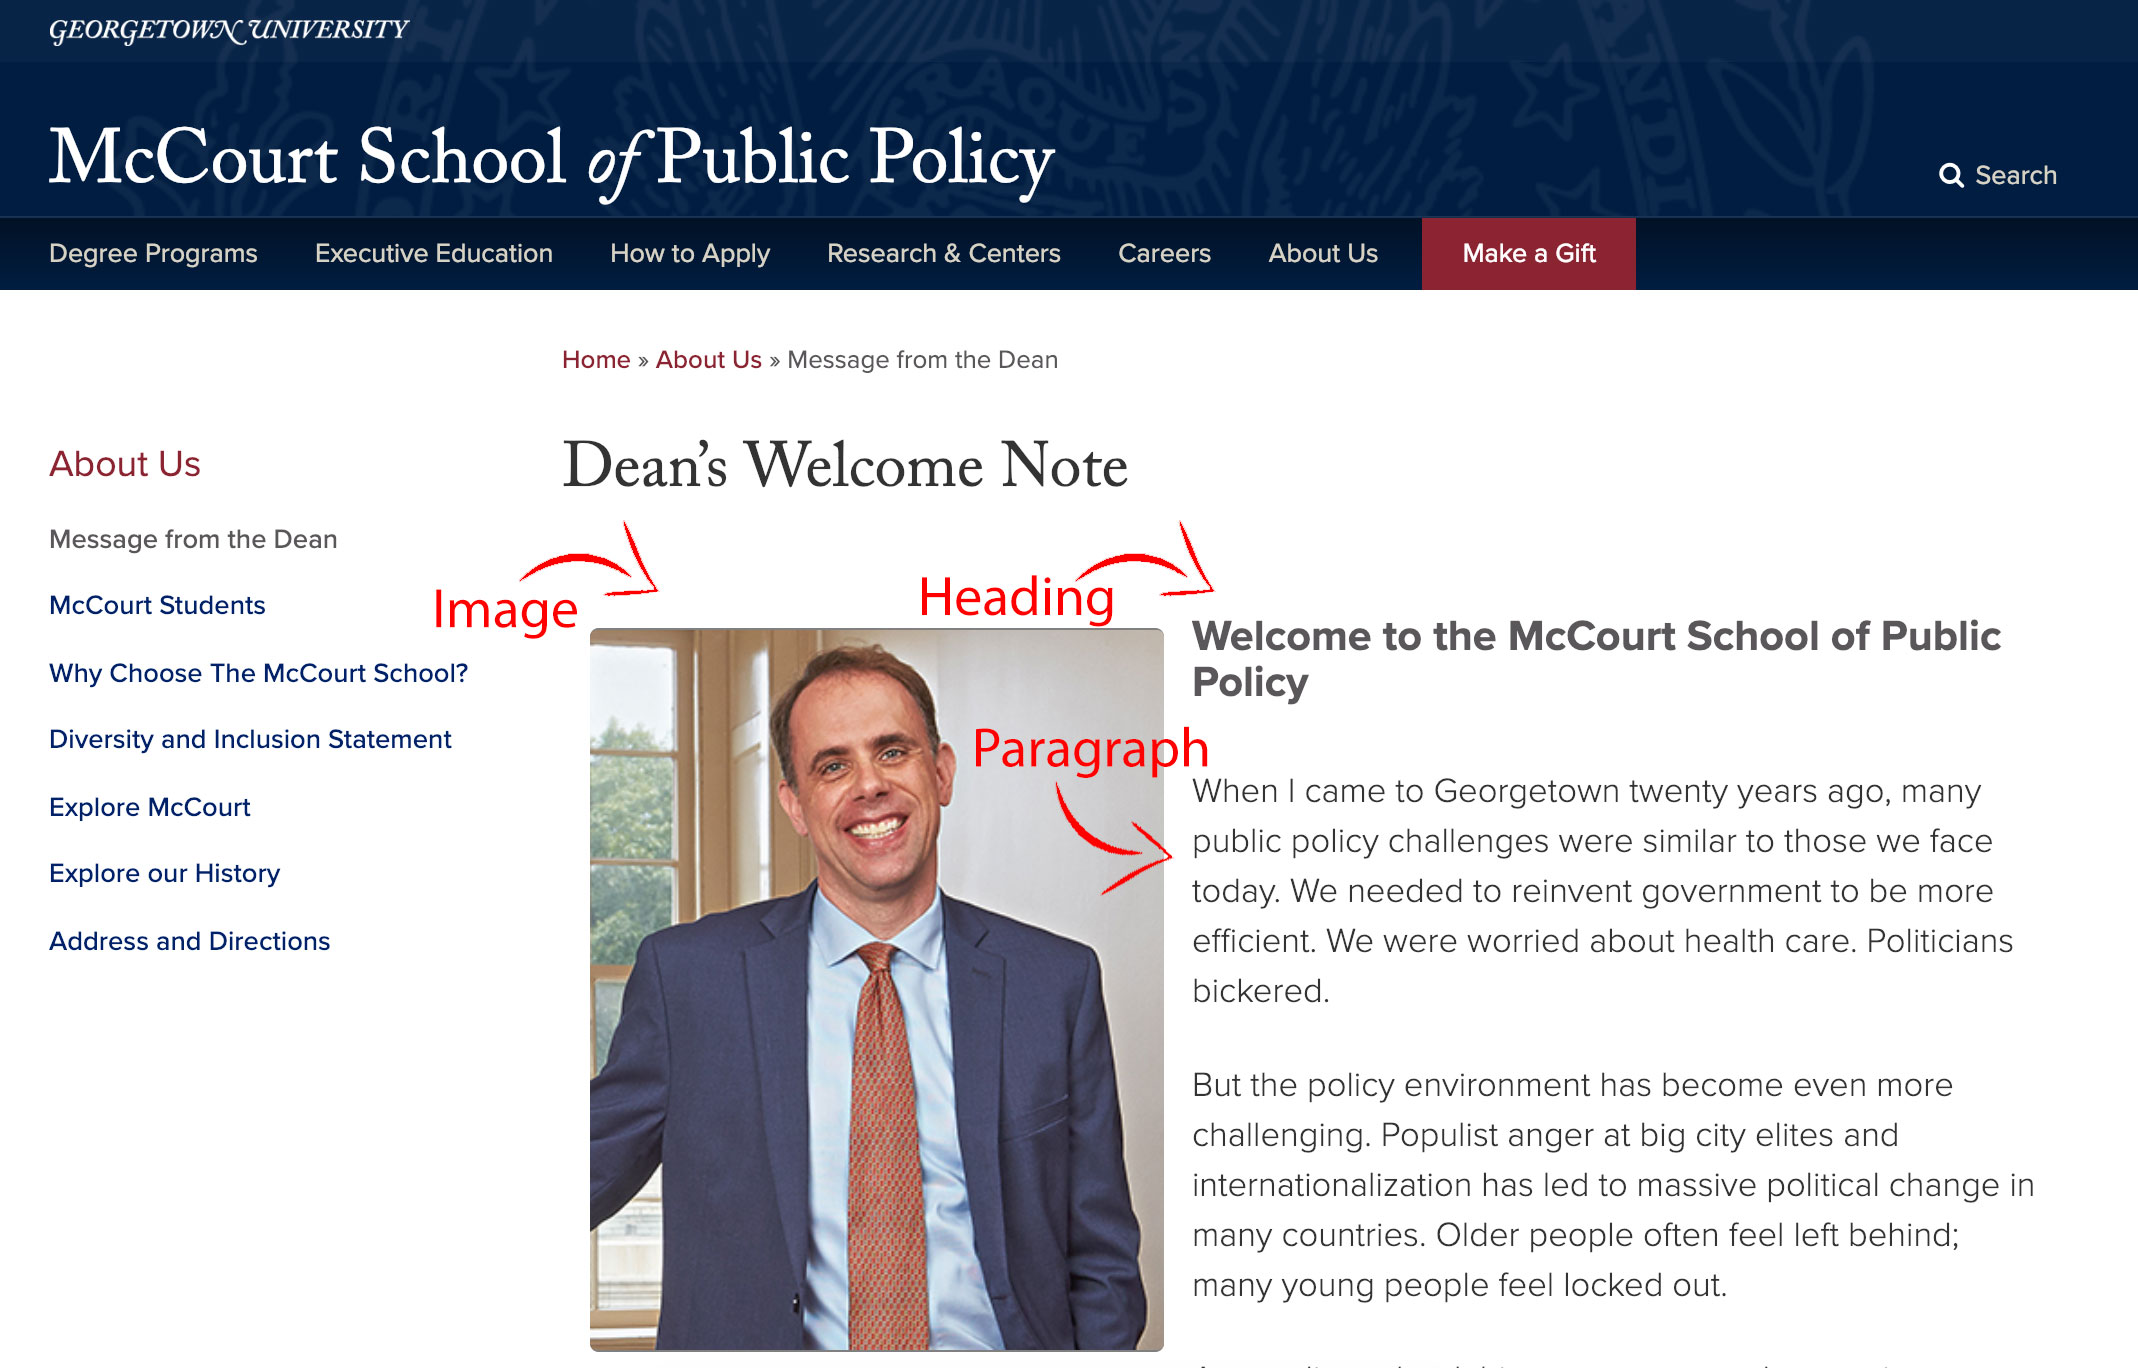 GEORGETOWN UNIVERSITY
McCourt School of Public Policy
Search
Degree Programs
Executive Education
How to Apply
Research & Centers
Careers
About Us
Make a Gift
Home » About Us » Message from the Dean
About Us
Message from the Dean
McCourt Students
Why Choose The McCourt School?
Diversity and Inclusion Statement
Explore McCourt
Explore our History
Address and Directions
Dean’s Welcome Note
Image
Heading
Welcome to the McCourt School of Public
Policy
Paragraph
When I came to Georgetown twenty years ago, many
public policy challenges were similar to those we face
today. We needed to reinvent government to be more
efficient. We were worried about health care. Politicians
bickered.
But the policy environment has become even more
challenging. Populist anger at big city elites and
internationalization has led to massive political change in
many countries. Older people often feel left behind;
many young people feel locked out.